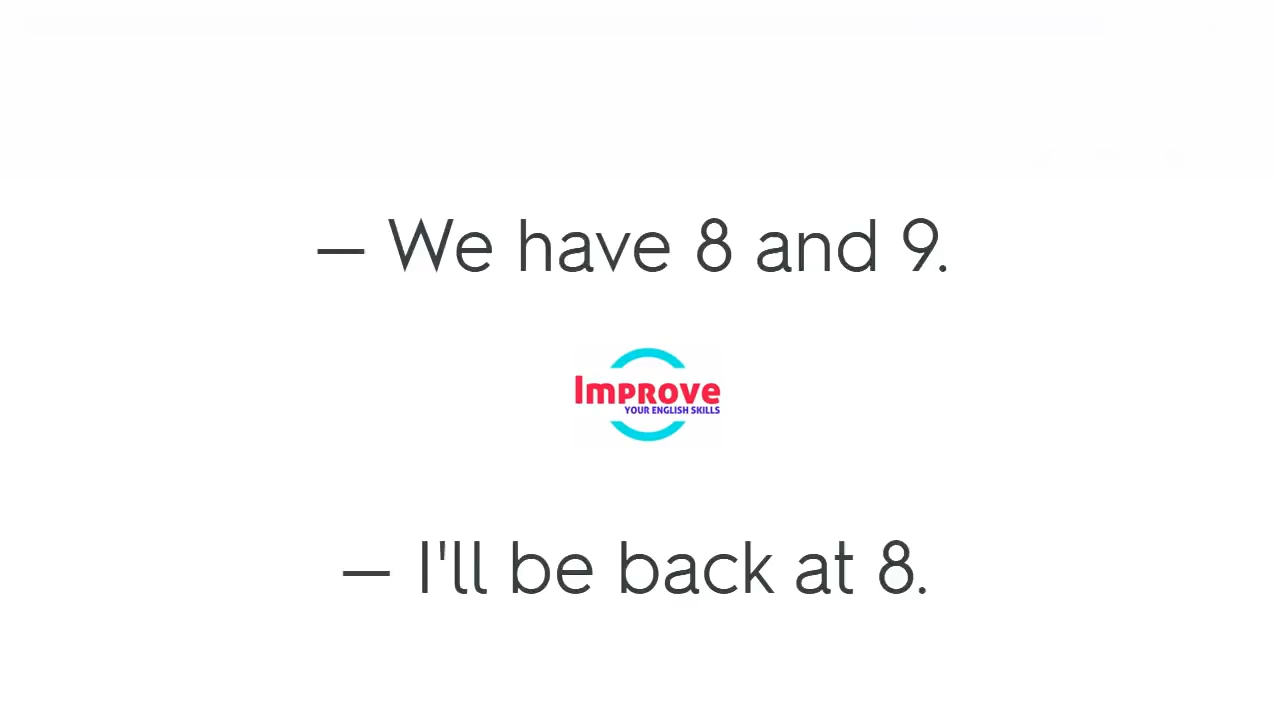 — We have 8 and 9.
Improve
YOUR ENGLISH SKILLS
— I'll be back at 8.